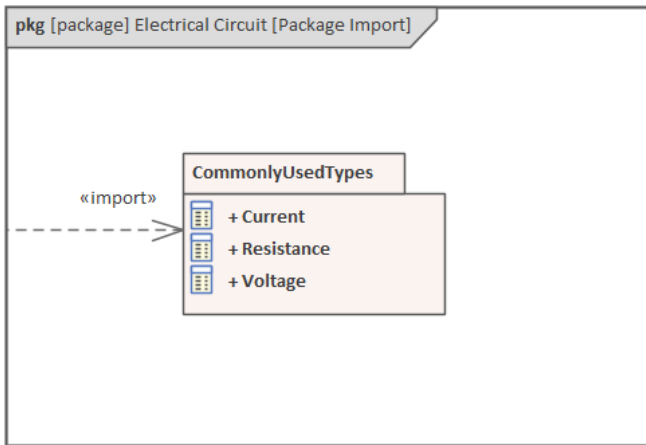 pkg [package] Electrical Circuit [Package Import]
CommonlyUsedTypes
«import»
+ Current
+ Resistance
+ Voltage